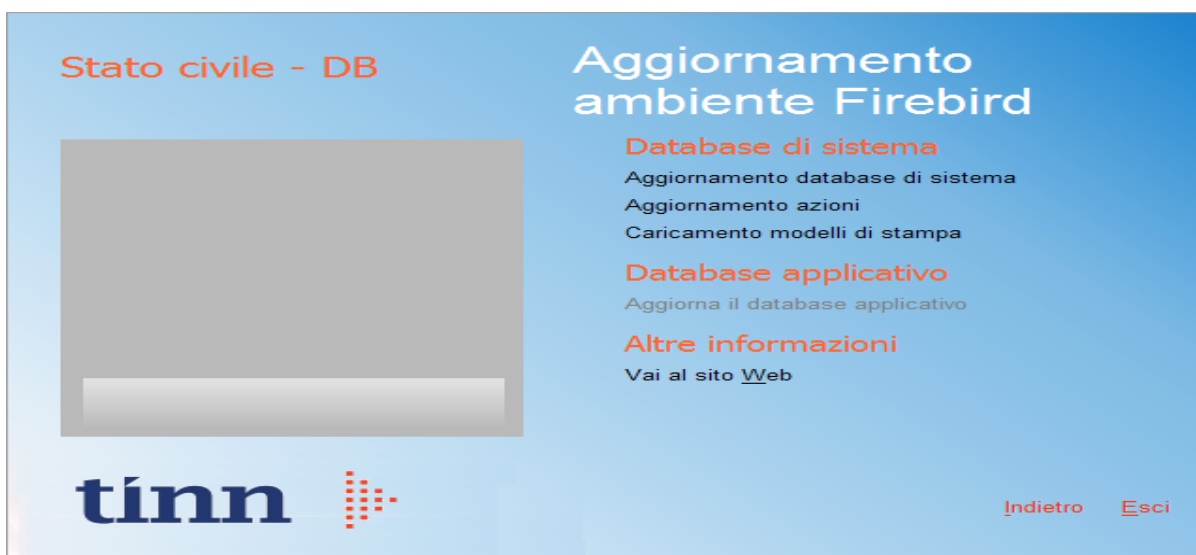 Stato civile - DB
Aggiornamento
ambiente Firebird
Database di sistema
Aggiornamento database di sistema
Aggiornamento azioni
Caricamento modelli di stampa
Database applicativo
Aggiorna il database applicativo
Altre informazioni
Vai al sito Web
tinn
Indietro Esci